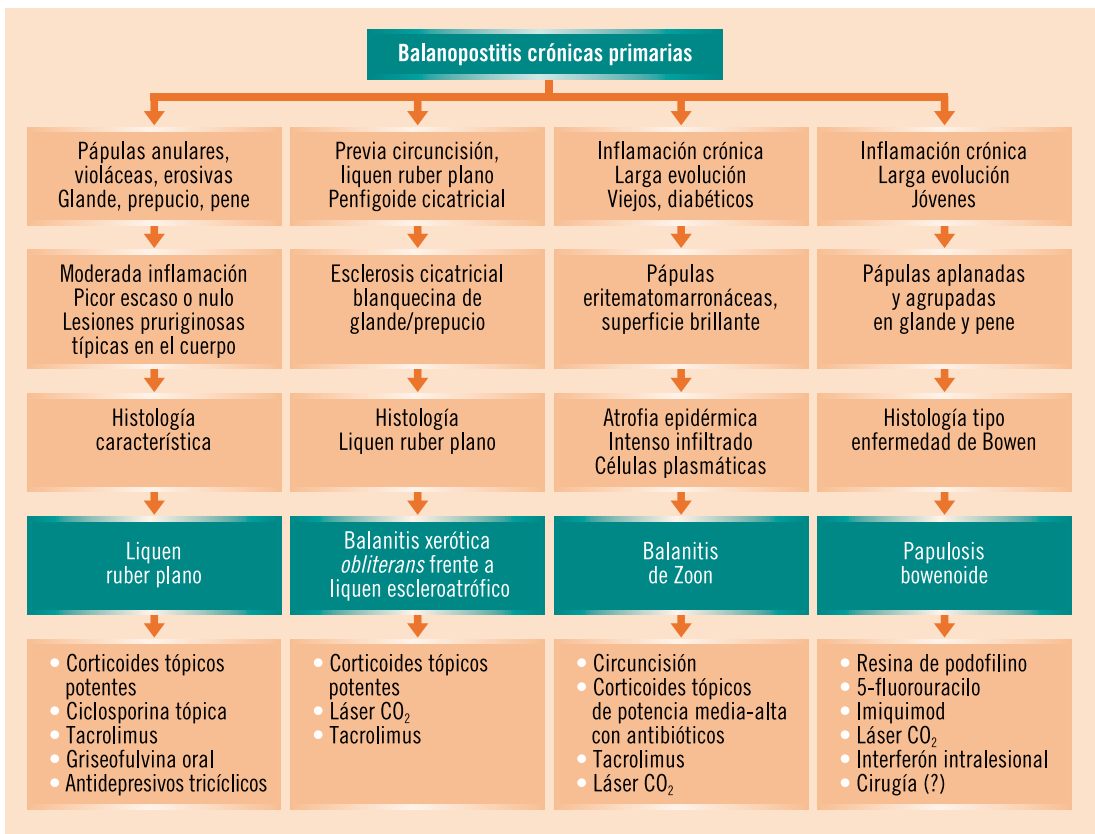 Balanopostitis crónicas primarias
Pápulas anulares,
violáceas, erosivas
Glande, prepucio, pene
Moderada inflamación
Picor escaso o nulo
Lesiones pruriginosas
típicas en el cuerpo
Histología
característica
Liquen
ruber plano
• Corticoides tópicos
potentes
• Ciclosporina tópica
• Tacrolimus
• Griseofulvina oral
• Antidepresivos tricíclicos
Previa circuncisión,
liquen ruber plano
Penfigoide cicatricial
Esclerosis cicatricial
blanquecina de
glande/prepucio
Histología
Liquen ruber plano
Balanitis xerótica
obliterans frente a
liquen escleroatrófico
• Corticoides tópicos
potentes
• Láser CO₂
• Tacrolimus
Inflamación crónica
Larga evolución
Viejos, diabéticos
Pápulas
eritematomarronáceas,
superficie brillante
Atrofia epidérmica
Intenso infiltrado
Células plasmáticas
Balanitis
de Zoon
• Circuncisión
• Corticoides tópicos
de potencia media-alta
con antibióticos
• Tacrolimus
• Láser CO₂
Inflamación crónica
Larga evolución
Jóvenes
Pápulas aplanadas
y agrupadas
en glande y pene
Histología tipo
enfermedad de Bowen
Papulosis
bowenoide
• Resina de podofilino
• 5-fluorouracilo
• Imiquimod
• Láser CO₂
• Interferón intralesional
• Cirugía (?)